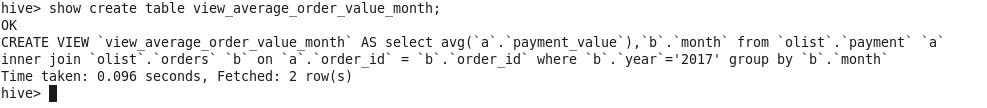 hive> show create table view_average_order_value_month;
OK
CREATE VIEW `view_average_order_value_month` AS select avg(`a`.`payment_value`),`b`.`month` from `olist`.`payment` `a`
inner join `olist`.`orders` `b` on `a`.`order_id` = `b`.`order_id` where `b`.`year`='2017' group by `b`.`month`
Time taken: 0.096 seconds, Fetched: 2 row(s)
hive>